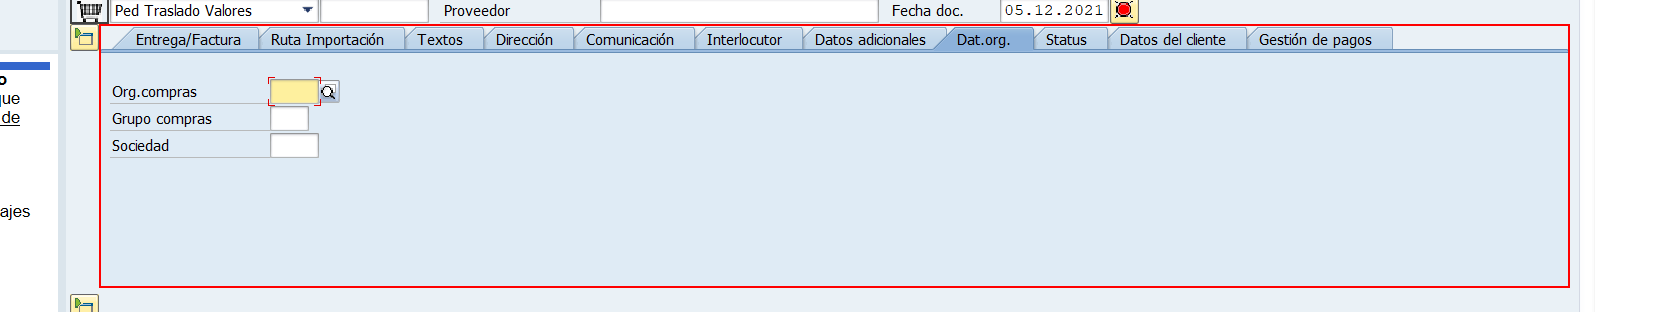 Ped Traslado Valores Proveedor Fecha doc. 05.12.2021
Entrega/Factura Ruta Importación Textos Dirección Comunicación Interlocutor Datos adicionales Dat.org. Status Datos del cliente Gestión de pagos
Org.compras
Grupo compras
Sociedad
o
que
de
ajes